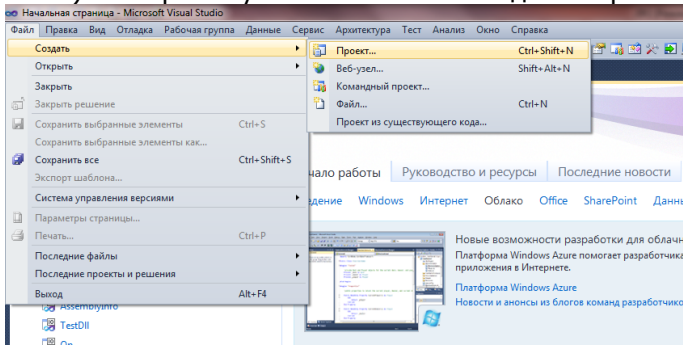 Начальная страница - Microsoft Visual Studio
Файл Правка Вид Отладка Рабочая группа Данные Сервис Архитектура Тест Анализ Окно Справка
Создать
Проект... Ctrl+Shift+N
Открыть
Веб-узел... Shift+Alt+N
Закрыть
Командный проект...
Закрыть решение
Файл... Ctrl+N
Сохранить выбранные элементы Ctrl+S
Проект из существующего кода...
Сохранить выбранные элементы как...
Сохранить все Ctrl+Shift+S
Экспорт шаблона...
чало работы Руководство и ресурсы Последние новости
Система управления версиями
едение Windows Интернет Облако Office SharePoint Данны
Параметры страницы...
Печать... Ctrl+P
Новые возможности разработки для облачн
Последние файлы
Платформа Windows Azure помогает разработчика
приложения в Интернете.
Последние проекты и решения
Платформа Windows Azure
Выход Alt+F4
Новости и анонсы из блогов команд разработчико
AssemblyInfo
TestDll